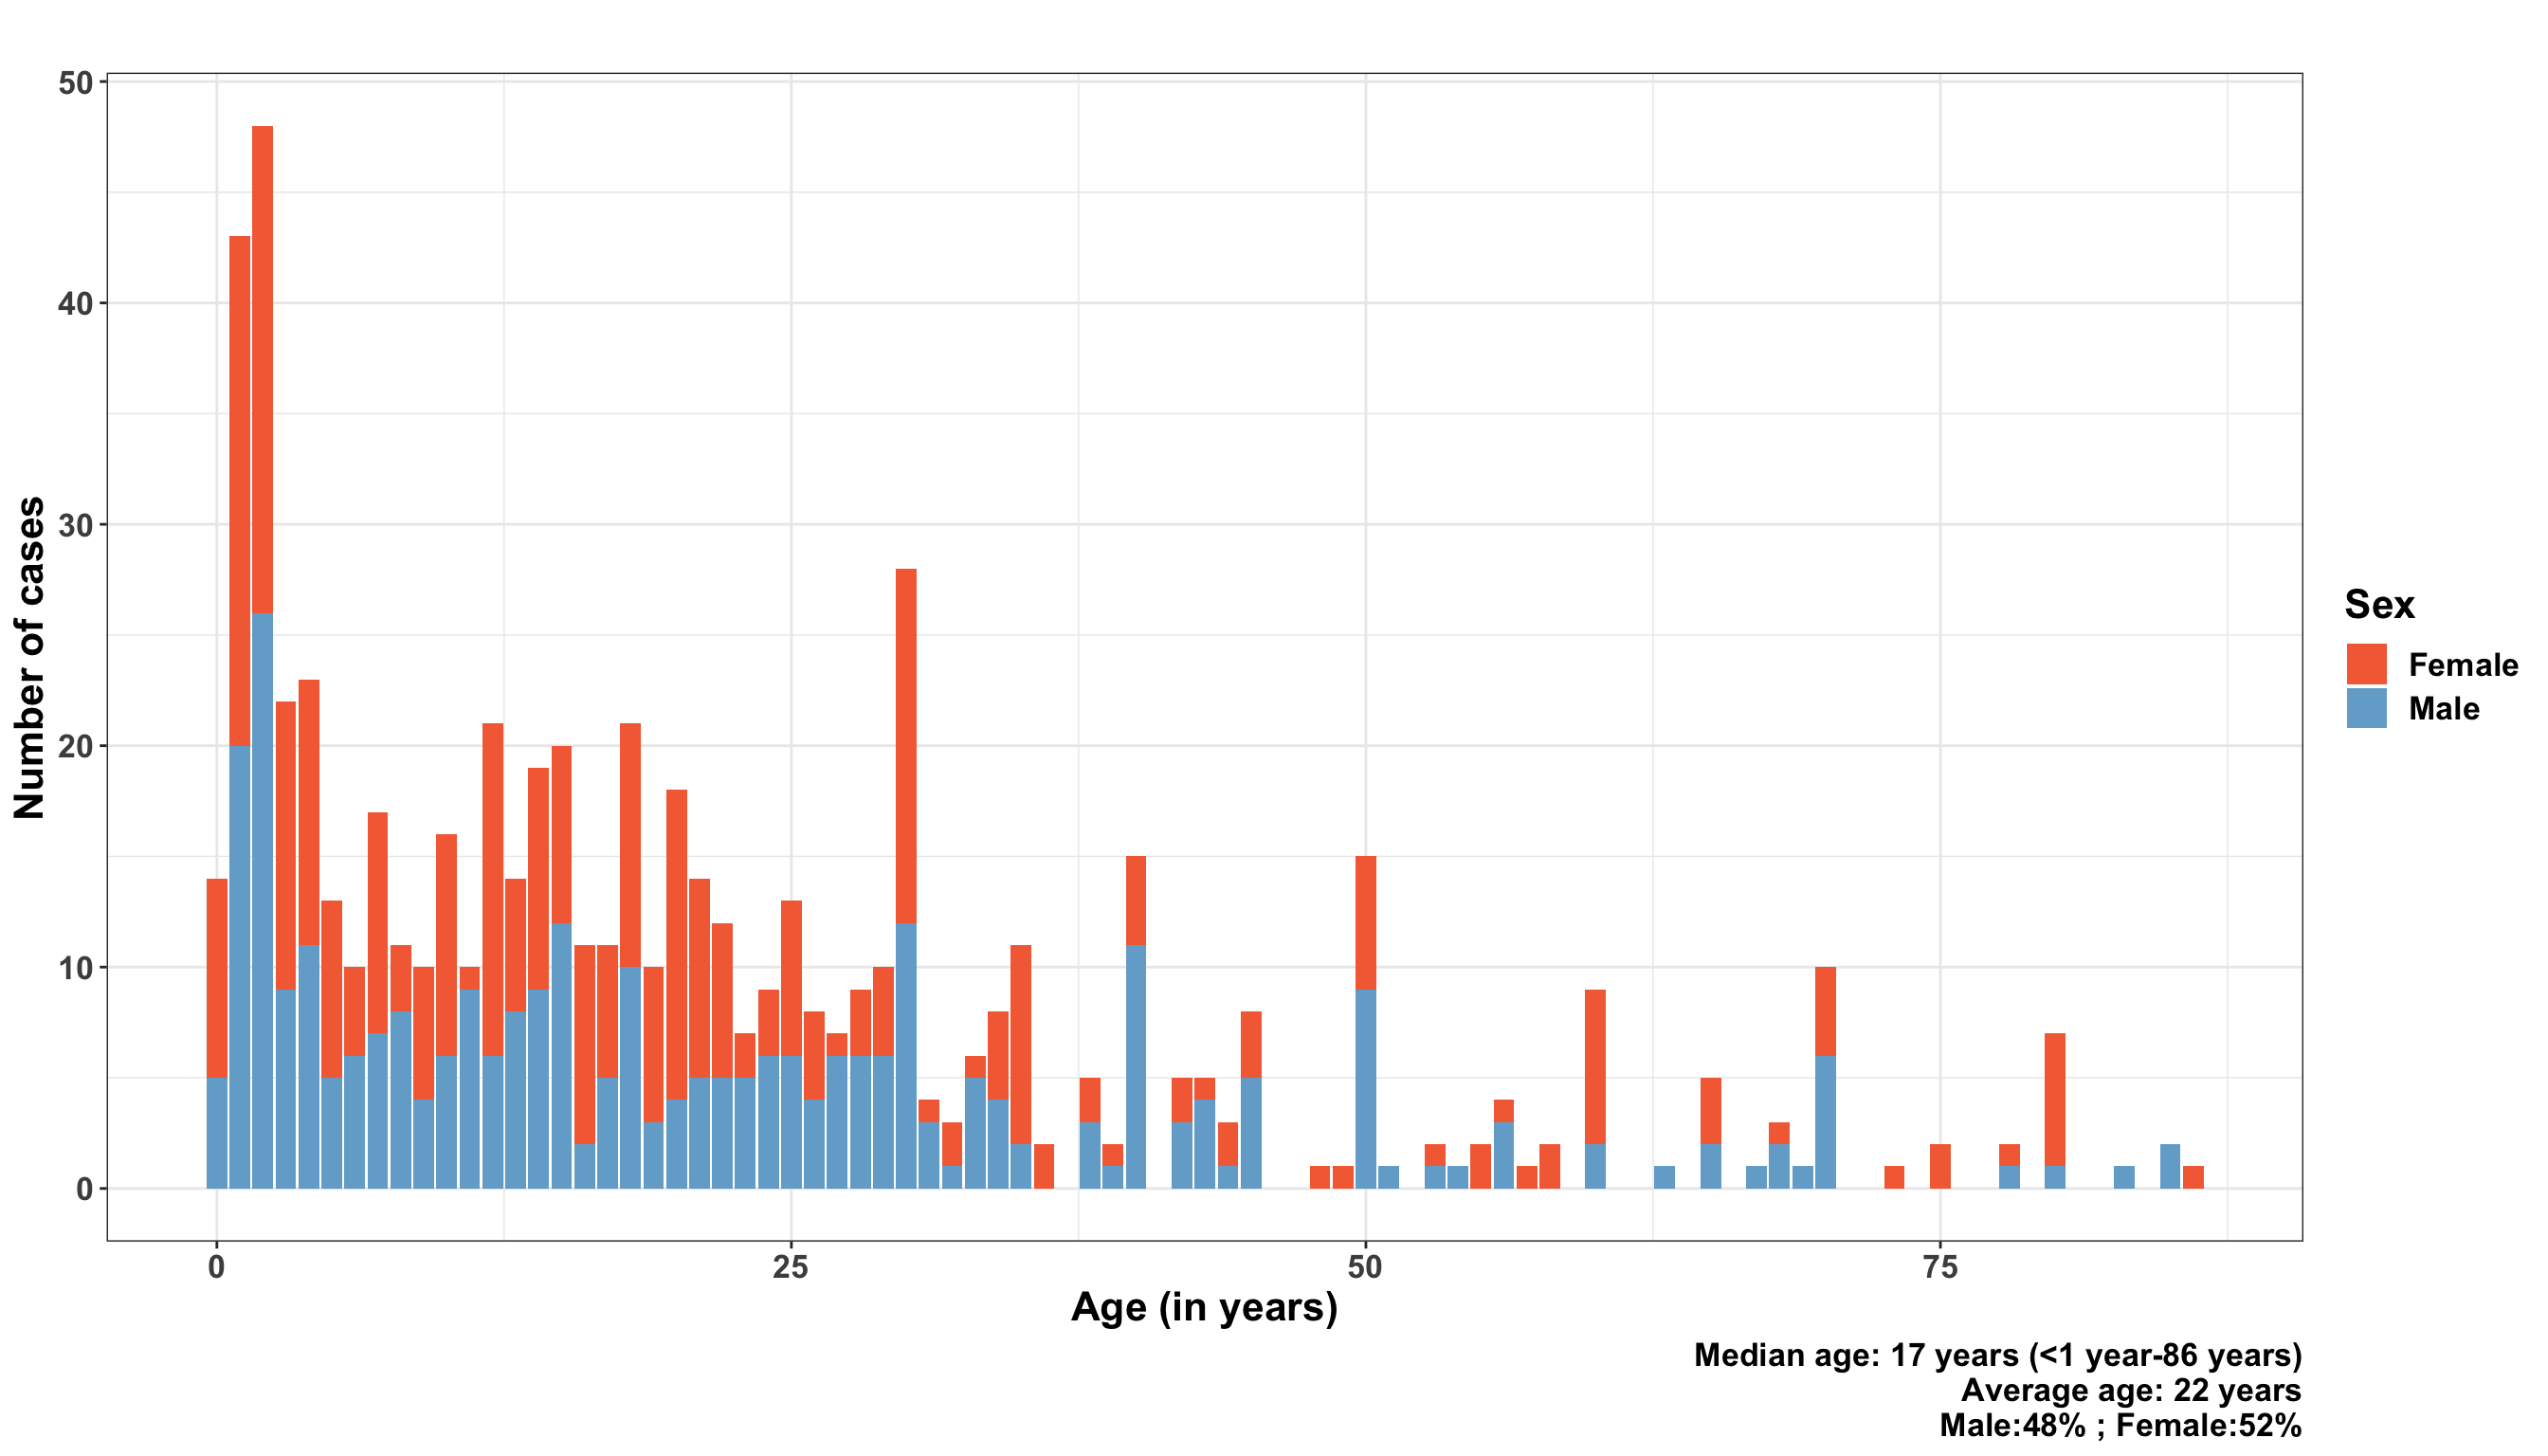 50
40
30
20
10
0
Number of cases
0 25 50 75
Age (in years)
Sex
Female
Male
Median age: 17 years (<1 year-86 years)
Average age: 22 years
Male:48% ; Female:52%